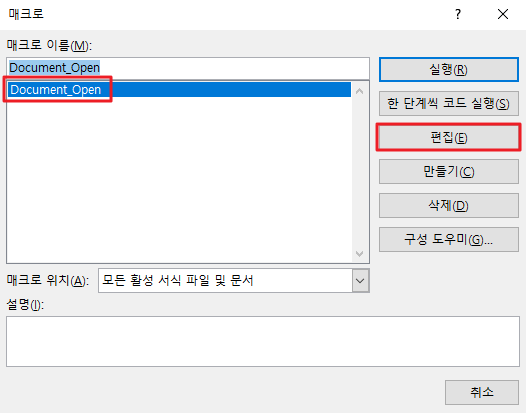 매크로
?
매크로 이름(M):
Document_Open
실행(R)
Document_Open
한 단계씩 코드 실행(S)
편집(E)
만들기(C)
삭제(D)
구성 도우미(G)...
매크로 위치(A): 모든 활성 서식 파일 및 문서
설명(I):
취소